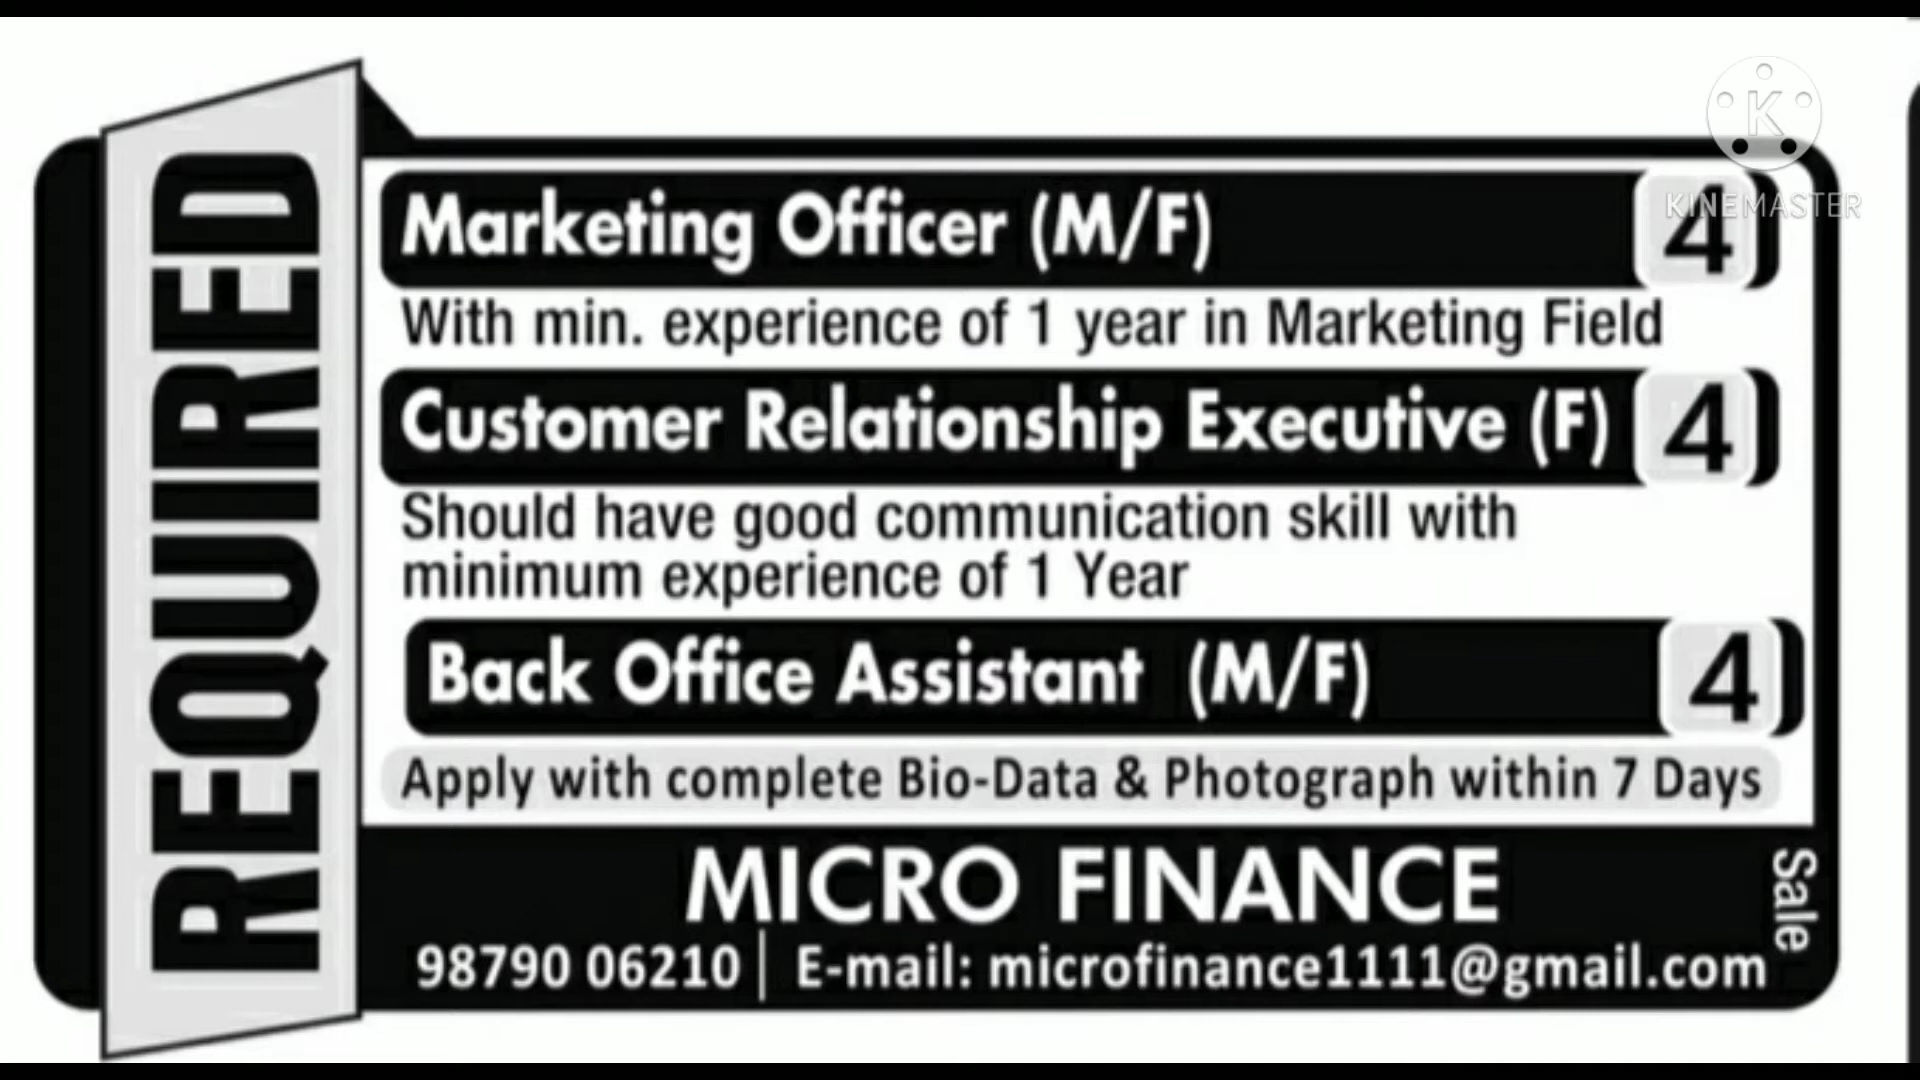 REQUIRED
Marketing Officer (M/F) 4
With min. experience of 1 year in Marketing Field
Customer Relationship Executive (F) 4
Should have good communication skill with
minimum experience of 1 Year
Back Office Assistant (M/F) 4
Apply with complete Bio-Data & Photograph within 7 Days
MICRO FINANCE
98790 06210 | E-mail: microfinance1111@gmail.com
Sale
K
KINEMASTER